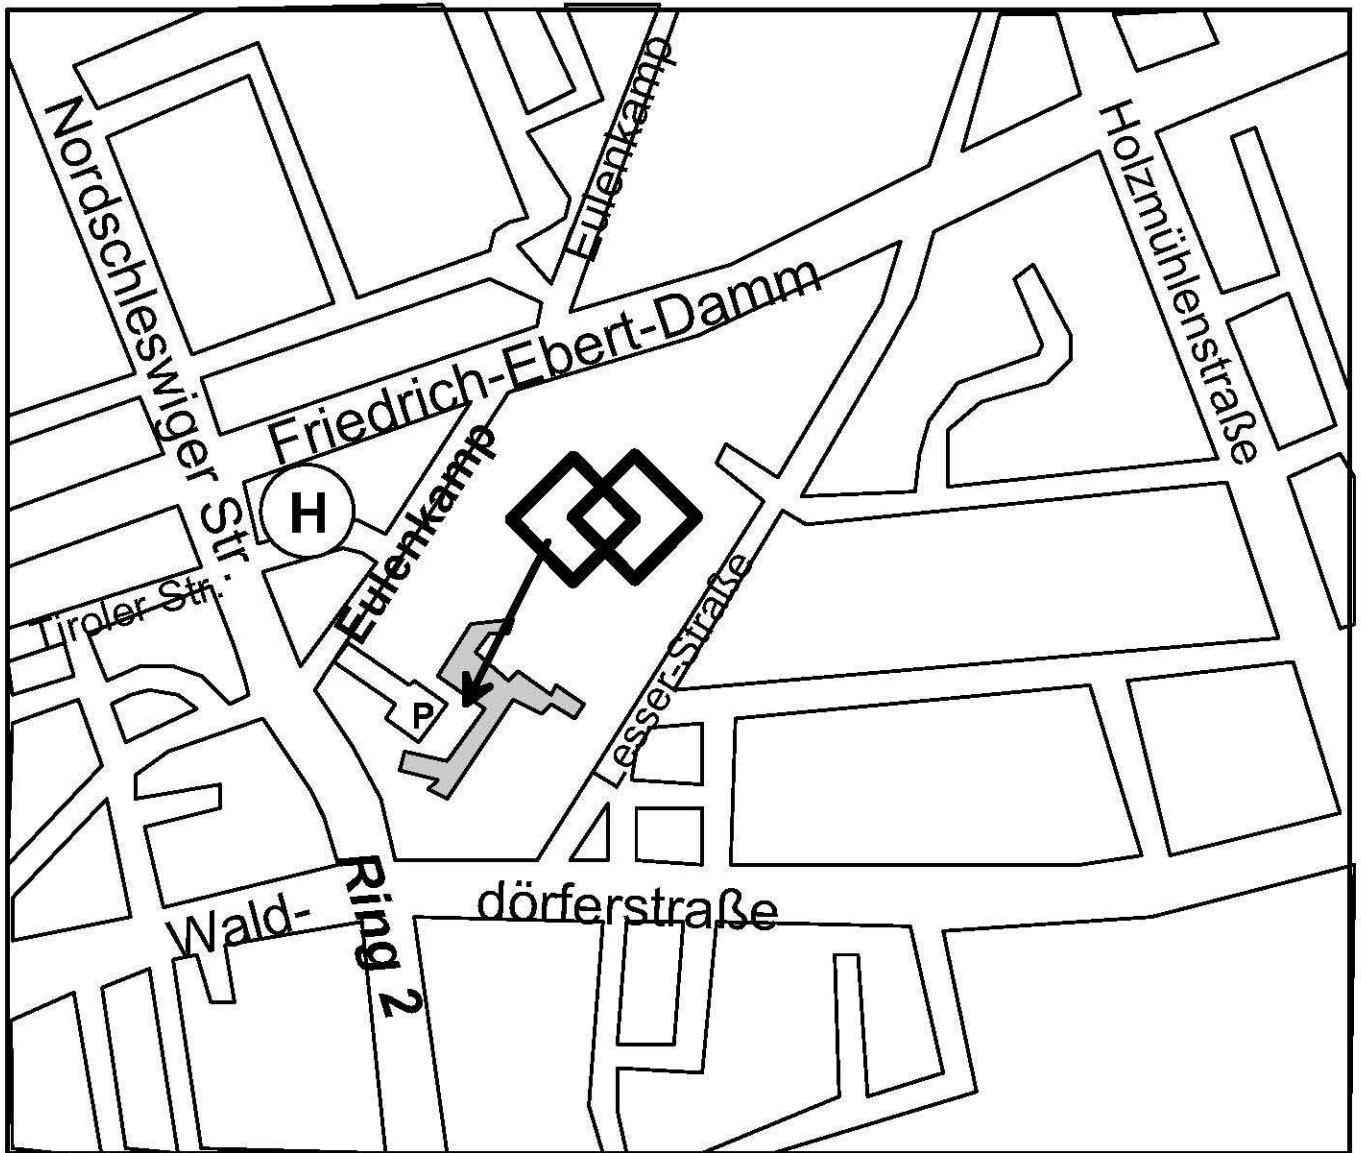 Eulenkamp
Nordschleswiger Str.
Holzmühlenstraße
Friedrich-Ebert-Damm
Eulenkamp
H
Tiroler Str.
Lesser-Straße
P
Wald-
dörferstraße
Ring 2